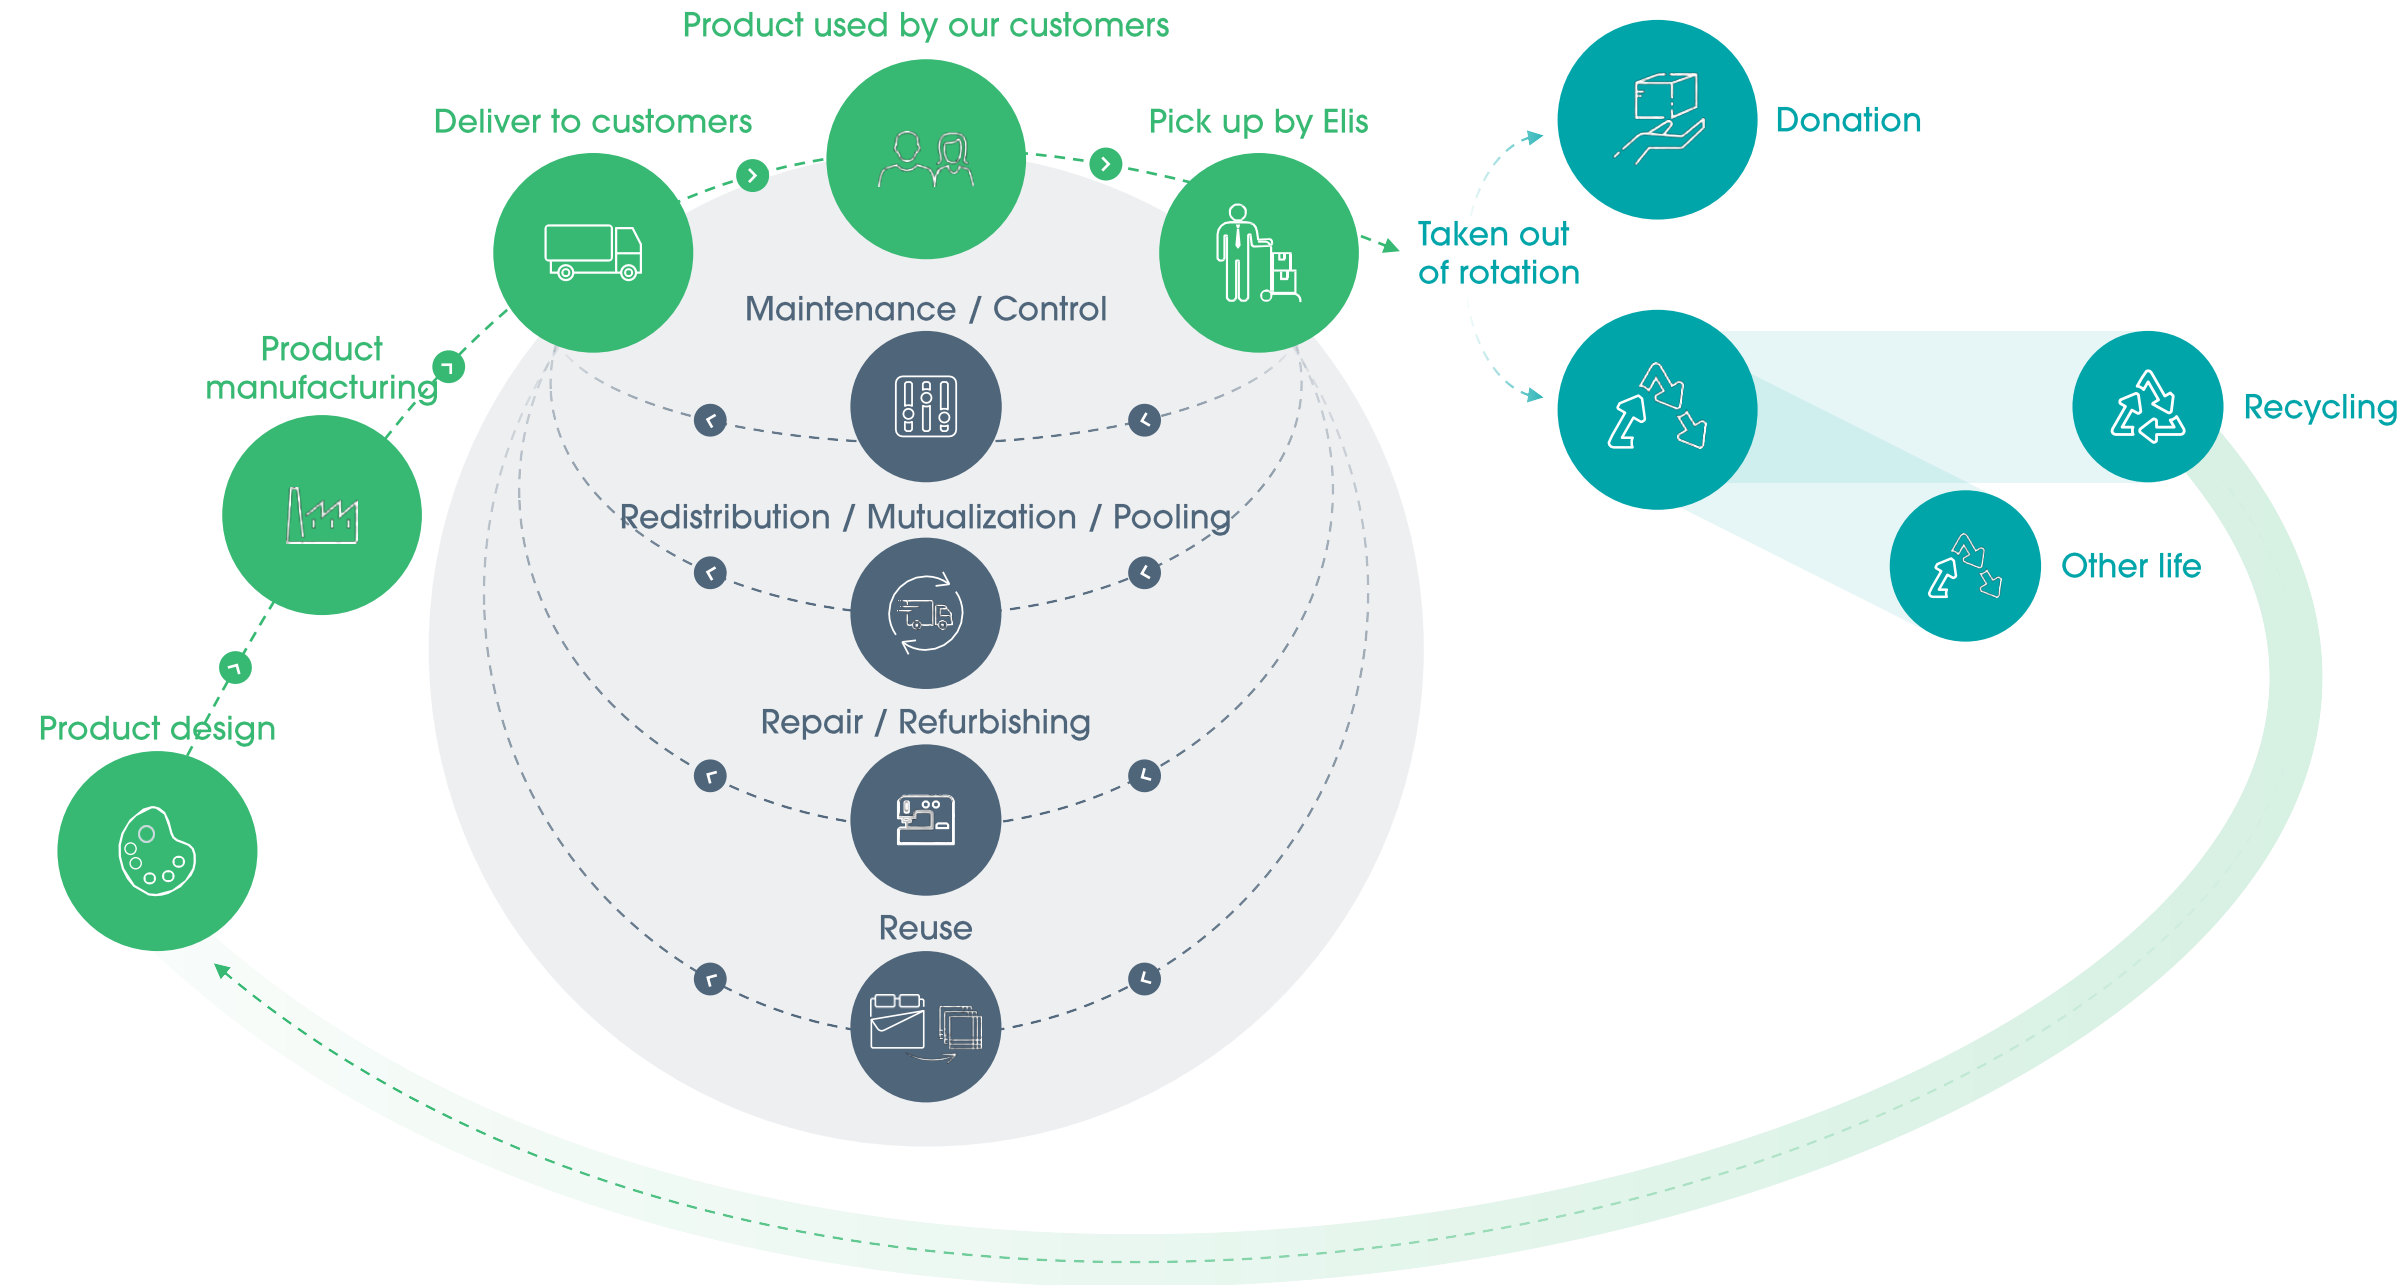 Product used by our customers
Deliver to customers
Pick up by Elis
Donation
Taken out
of rotation
Maintenance / Control
Product
manufacturing
Recycling
Redistribution / Mutualization / Pooling
Other life
Repair / Refurbishing
Product design
Reuse